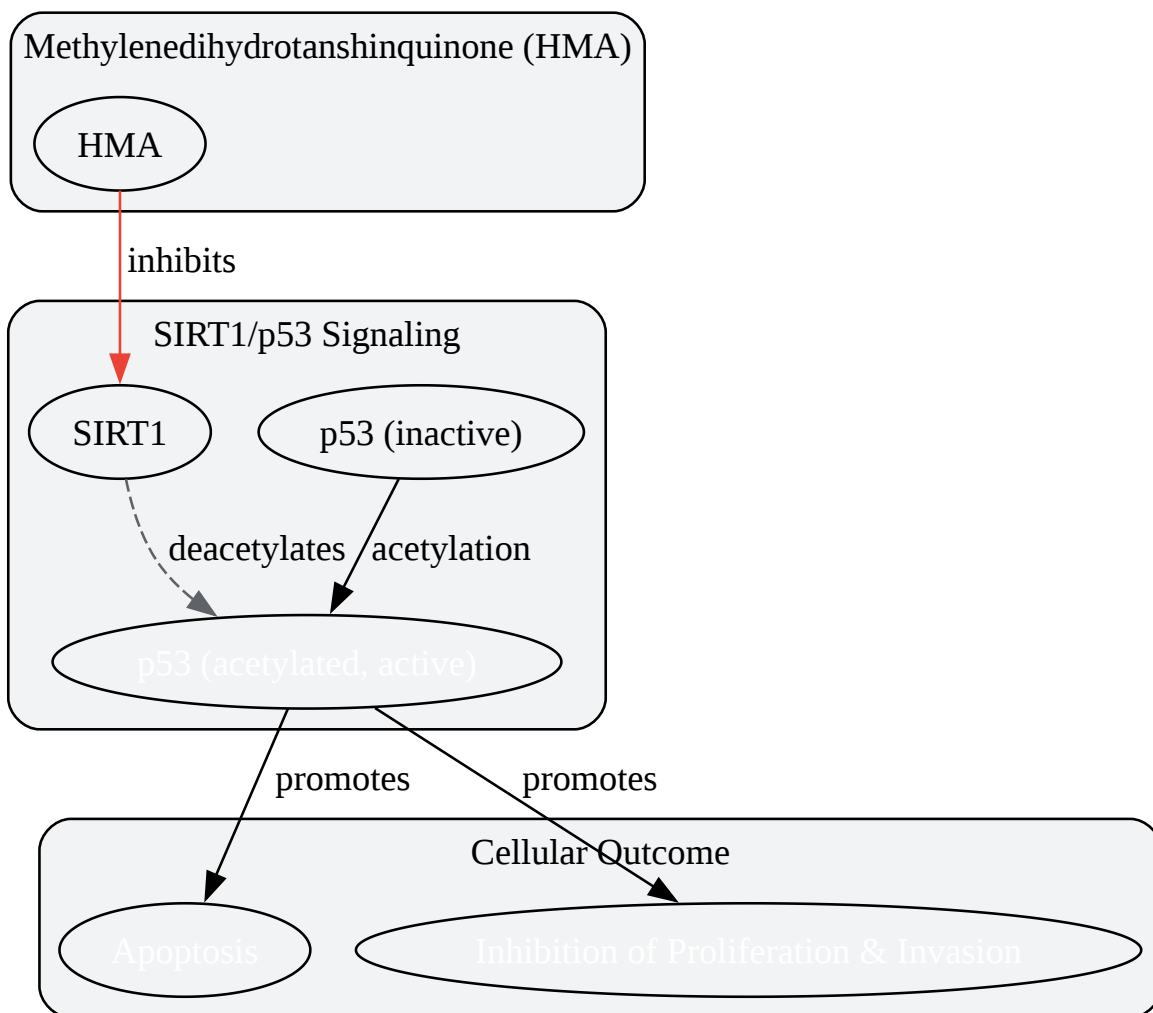 Methylenedihydrotanshinquinone (HMA)
HMA
inhibits
SIRT1/p53 Signaling
SIRT1
p53 (inactive)
deacetylates
acetylation
p53 (acetylated, active)
promotes
promotes
Cellular Outcome
Apoptosis
Inhibition of Proliferation & Invasion